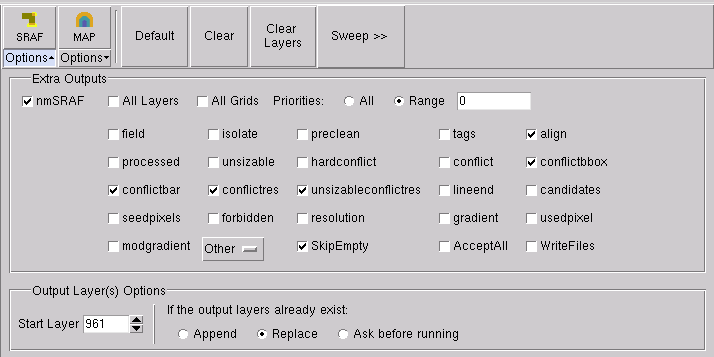 SRAF MAP Default Clear Clear Layers Sweep >>
Options Options
Extra Outputs
nmSRAF All Layers All Grids Priorities: All Range 0
field isolate preclean tags align
processed unsizable hardconflict conflict conflictbbox
conflictbar conflictres unsizableconflictres lineend candidates
seedpixels forbidden resolution gradient usedpixel
modgradient Other SkipEmpty AcceptAll WriteFiles
Output Layer(s) Options
If the output layers already exist:
Start Layer 961
Append Replace Ask before running